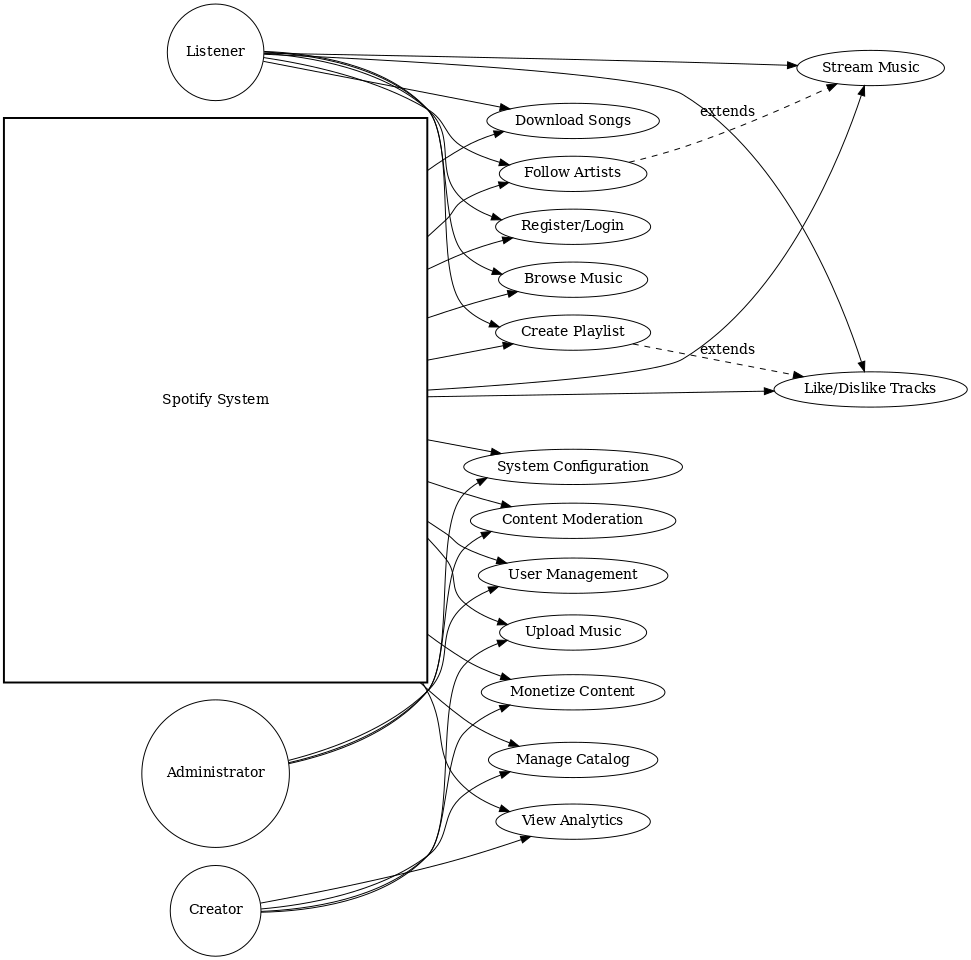 Listener
Stream Music
extends
Download Songs
Follow Artists
Register/Login
Browse Music
Create Playlist
extends
Like/Dislike Tracks
Spotify System
System Configuration
Content Moderation
User Management
Upload Music
Monetize Content
Manage Catalog
Administrator
View Analytics
Creator